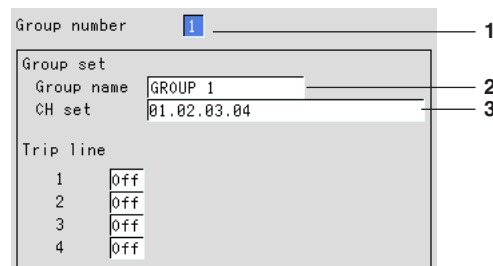 Group number 1 1
Group set
Group name GROUP 1 2
CH set 01.02.03.04 3
Trip line
1 Off
2 Off
3 Off
4 Off